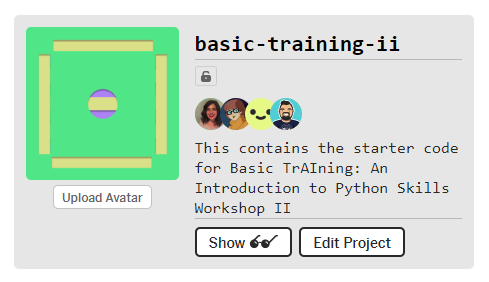 basic-training-ii
This contains the starter code
for Basic TrAIning: An
Introduction to Python Skills
Workshop II
Upload Avatar
Show
Edit Project